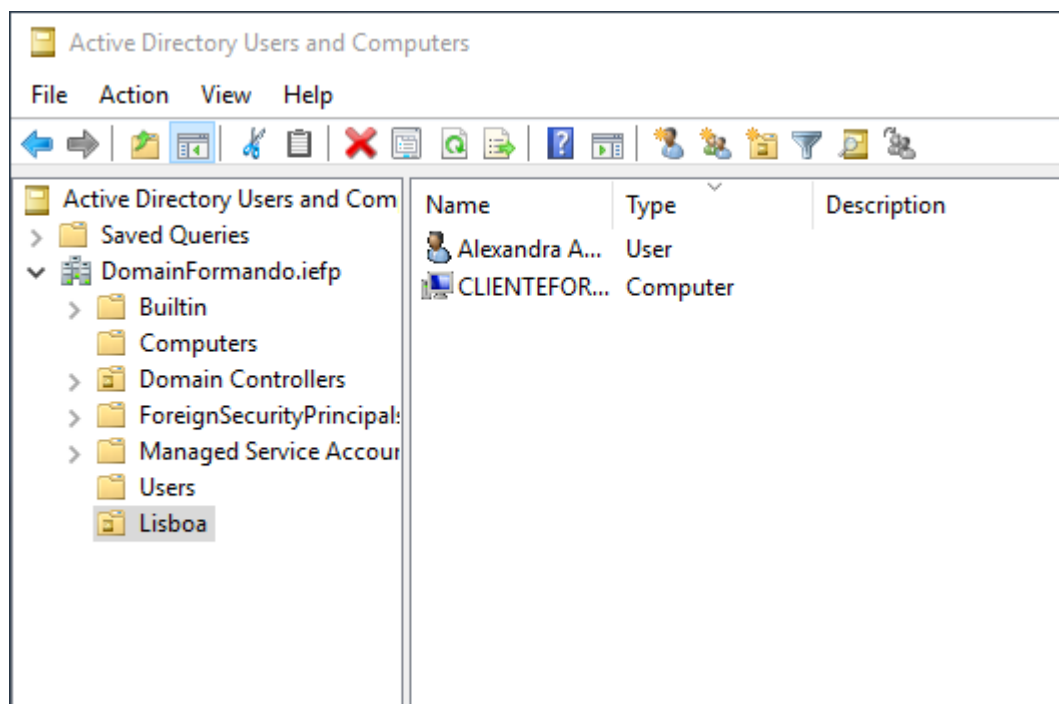 Active Directory Users and Computers
File Action View Help
Active Directory Users and Com
Saved Queries
DomainFormando.iefp
Builtin
Computers
Domain Controllers
ForeignSecurityPrincipals
Managed Service Accour
Users
Lisboa
Name Type Description
Alexandra A... User
CLIENTEFOR... Computer